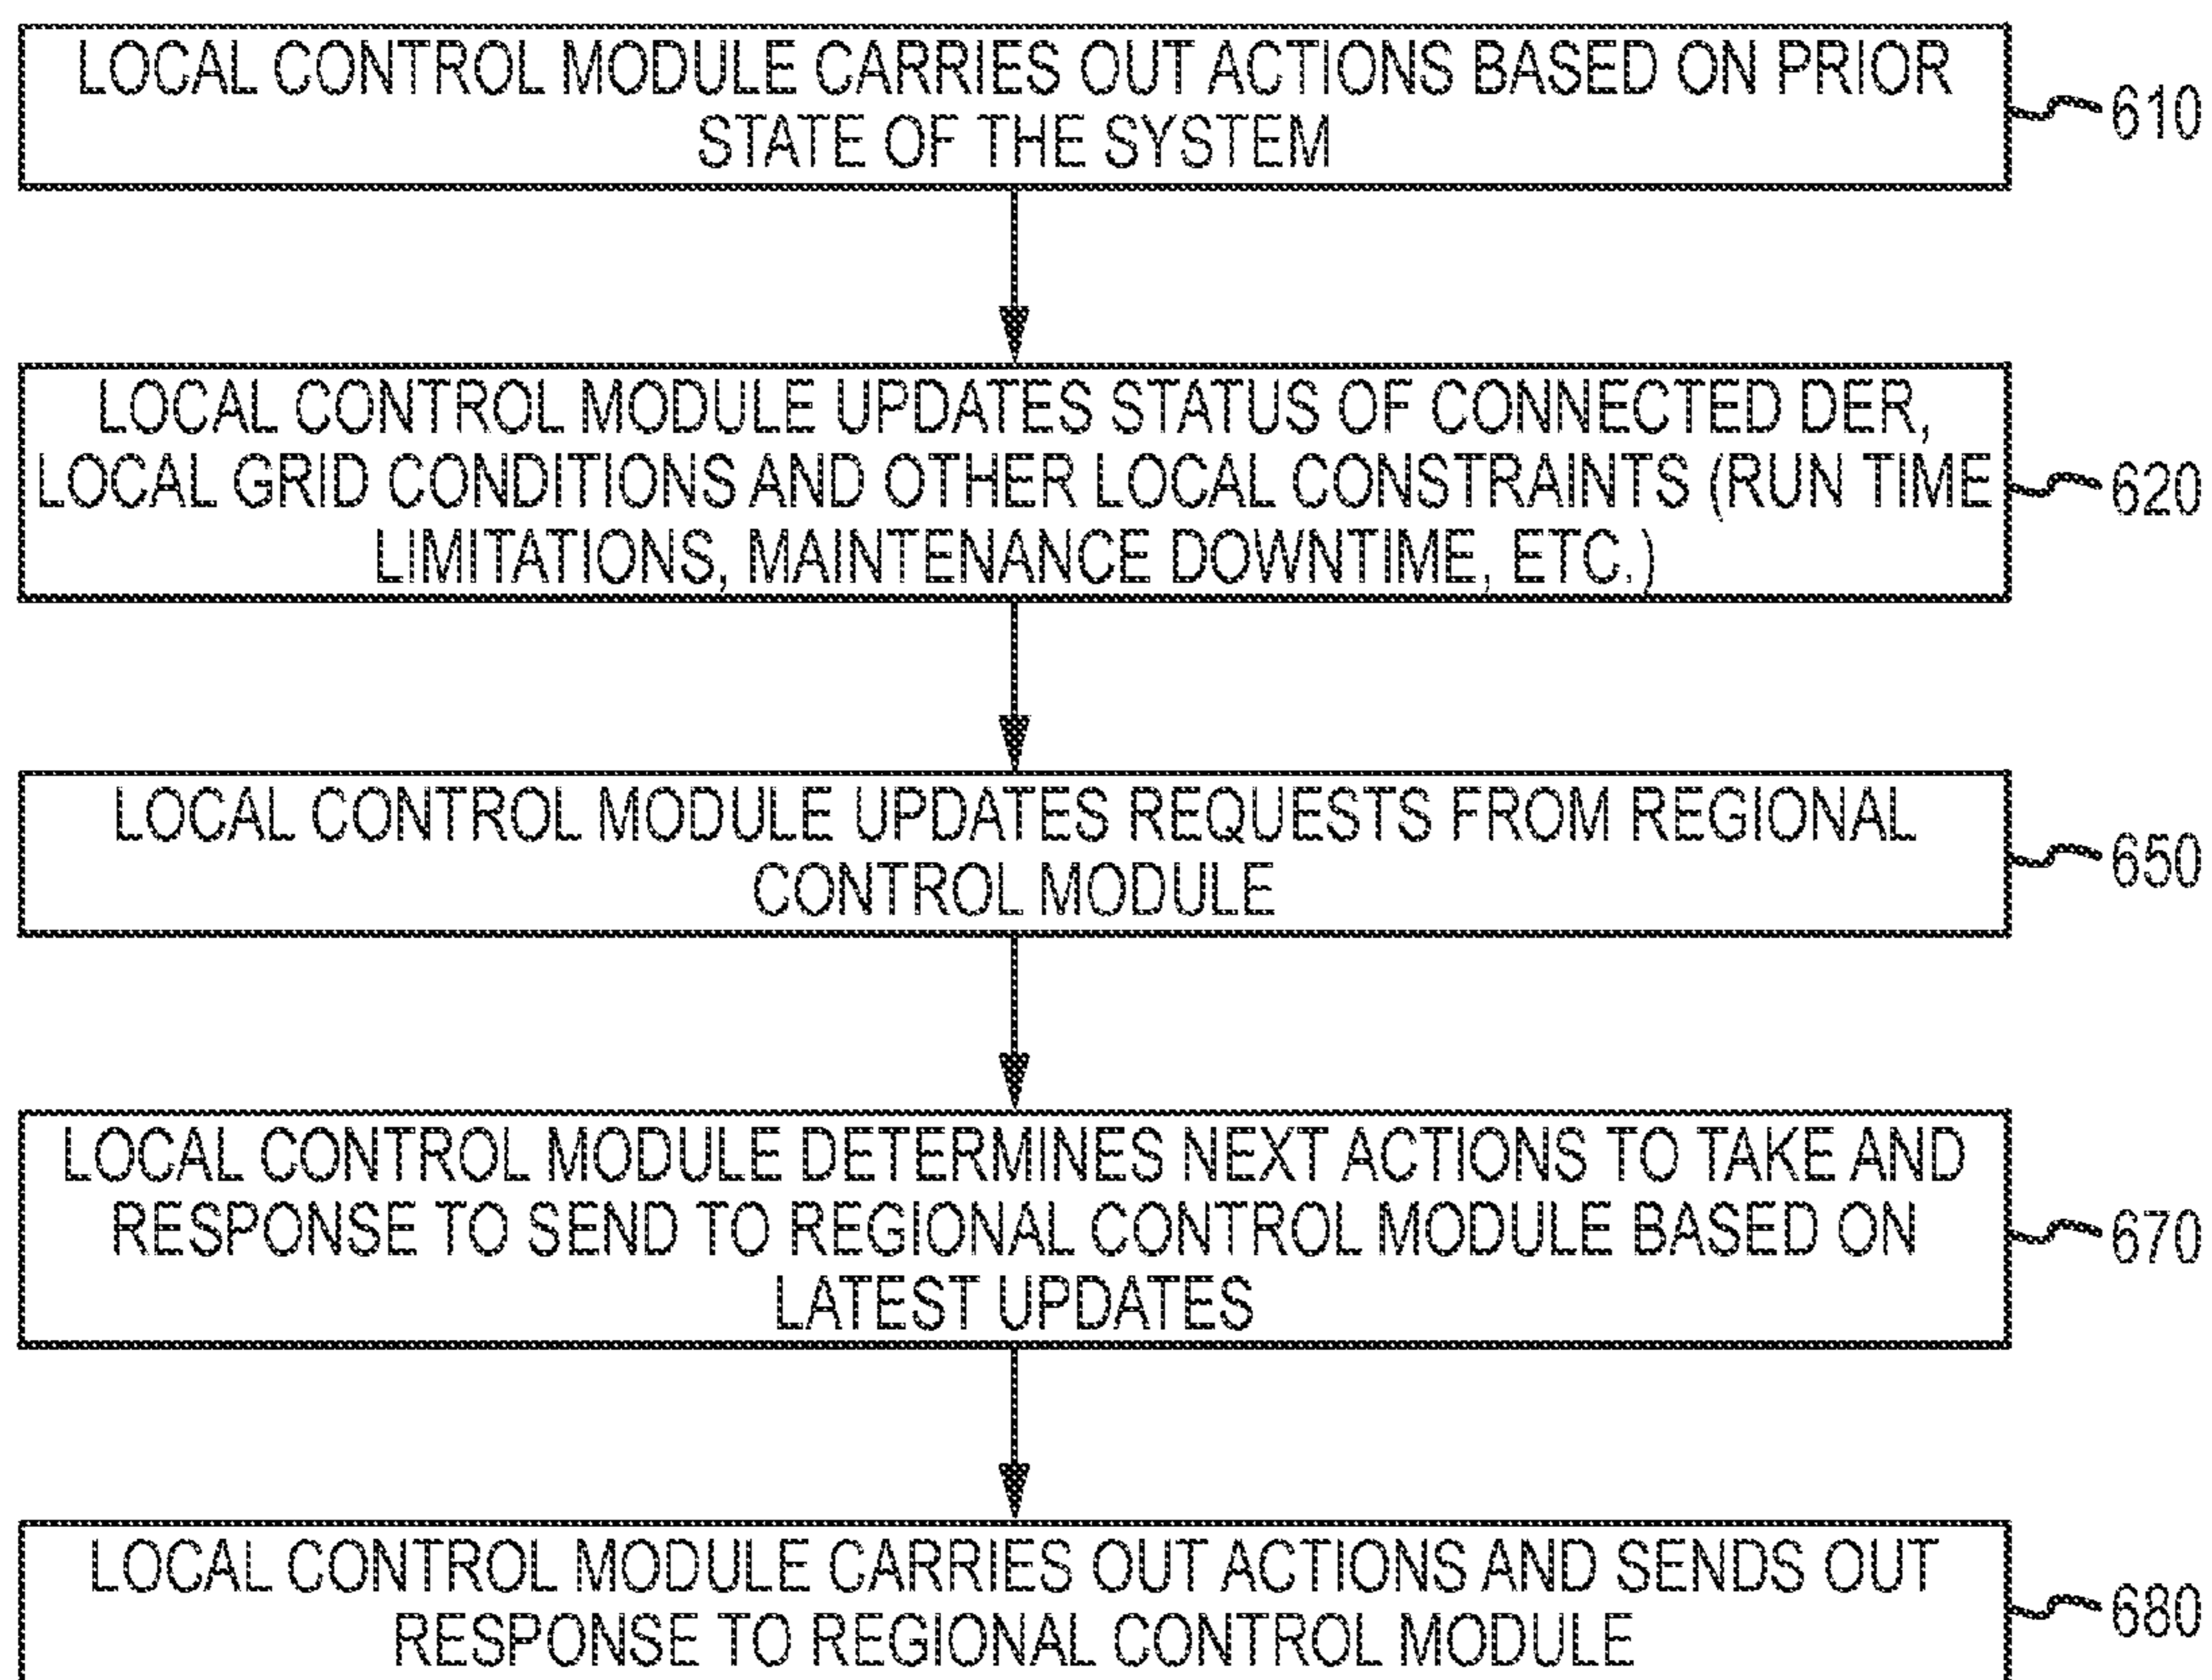 LOCAL CONTROL MODULE CARRIES OUT ACTIONS BASED ON PRIOR
STATE OF THE SYSTEM
610
LOCAL CONTROL MODULE UPDATES STATUS OF CONNECTED DER,
LOCAL GRID CONDITIONS AND OTHER LOCAL CONSTRAINTS (RUN TIME
LIMITATIONS, MAINTENANCE DOWNTIME, ETC.)
620
LOCAL CONTROL MODULE UPDATES REQUESTS FROM REGIONAL
CONTROL MODULE
650
LOCAL CONTROL MODULE DETERMINES NEXT ACTIONS TO TAKE AND
RESPONSE TO SEND TO REGIONAL CONTROL MODULE BASED ON
LATEST UPDATES
670
LOCAL CONTROL MODULE CARRIES OUT ACTIONS AND SENDS OUT
RESPONSE TO REGIONAL CONTROL MODULE
680